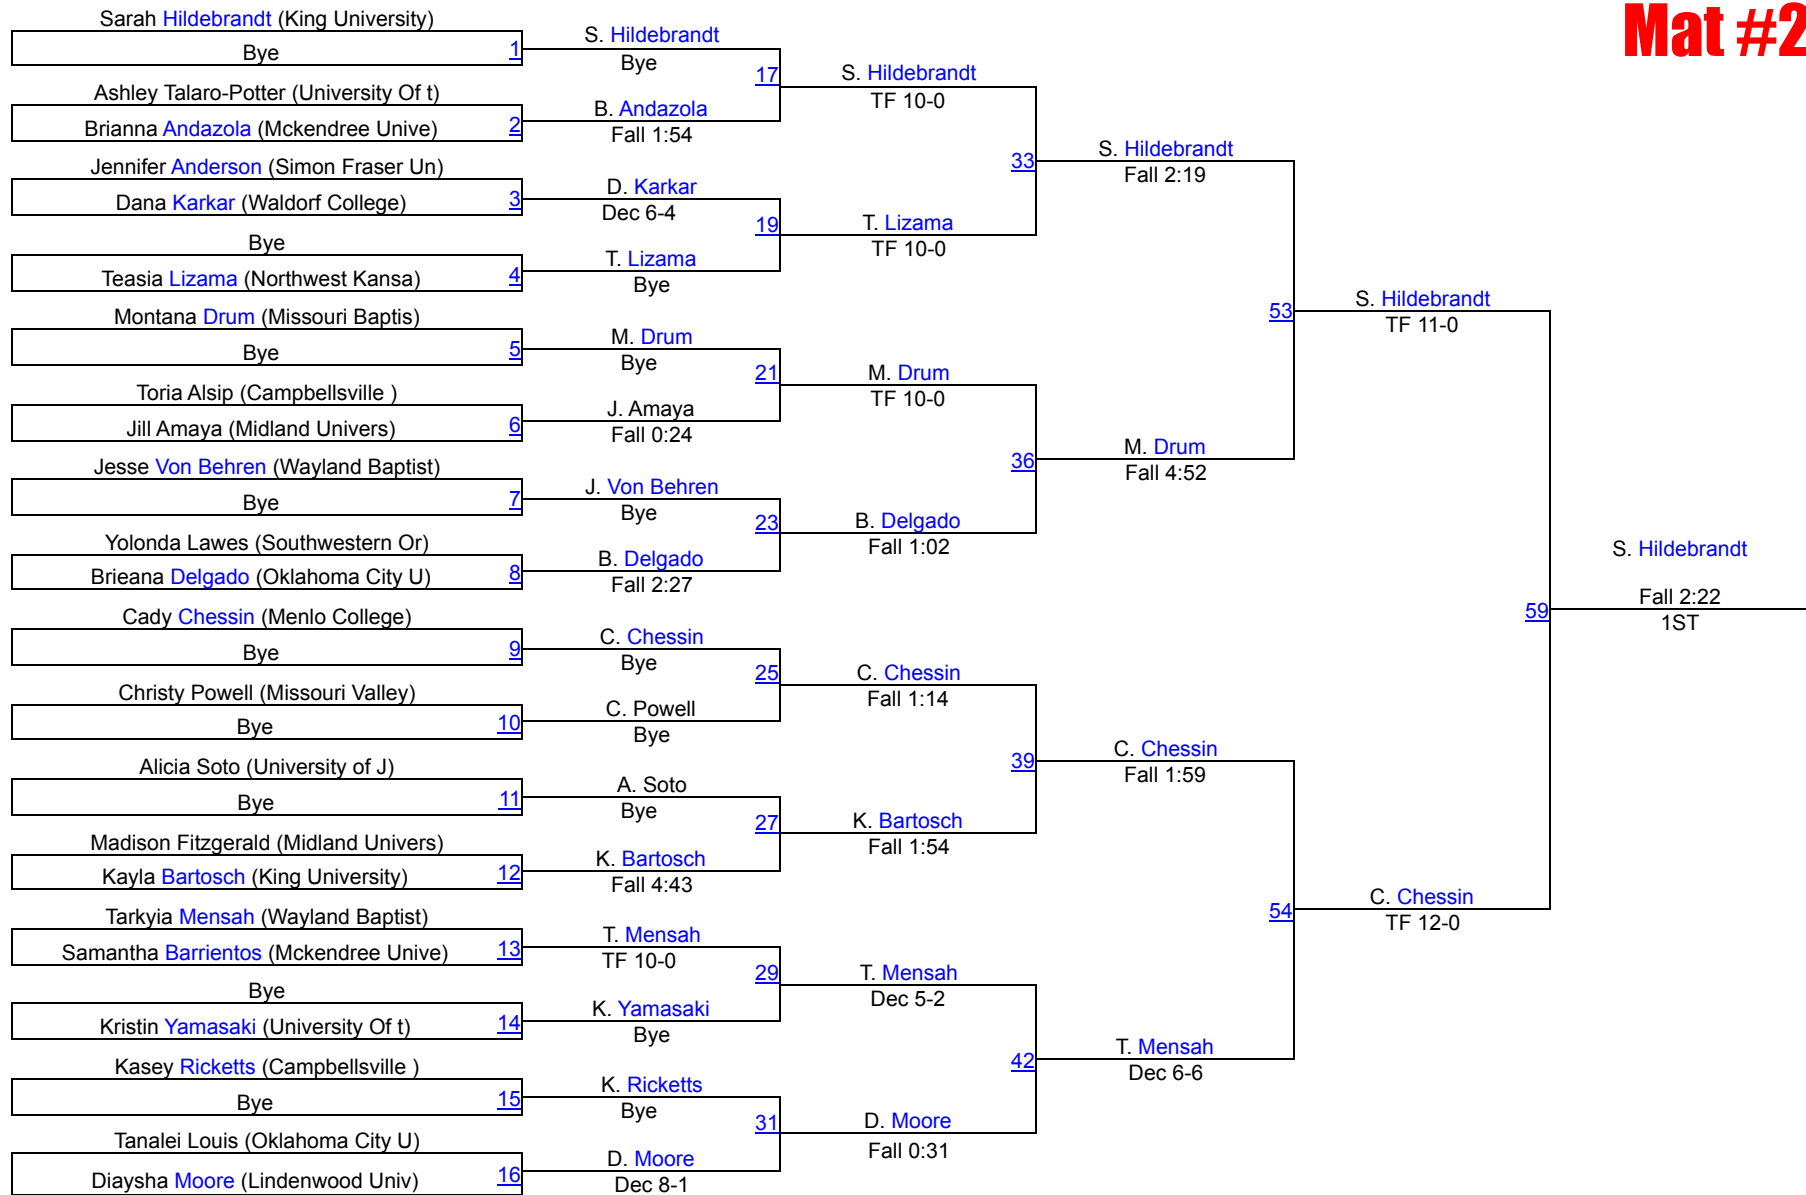 Mat #2
Sarah Hildebrandt (King University)
Bye
1
Ashley Talaro-Potter (University Of t)
Brianna Andazola (Mckendree Unive)
2
Jennifer Anderson (Simon Fraser Un)
Dana Karkar (Waldorf College)
3
Bye
Teasia Lizama (Northwest Kansa)
4
Montana Drum (Missouri Baptis)
Bye
5
Toria Alsip (Campbellsville )
Jill Amaya (Midland Univers)
6
Jesse Von Behren (Wayland Baptist)
Bye
7
Yolonda Lawes (Southwestern Or)
Brieana Delgado (Oklahoma City U)
8
Cady Chessin (Menlo College)
Bye
9
Christy Powell (Missouri Valley)
Bye
10
Alicia Soto (University of J)
Bye
11
Madison Fitzgerald (Midland Univers)
Kayla Bartosch (King University)
12
Tarkyia Mensah (Wayland Baptist)
Samantha Barrientos (Mckendree Unive)
13
Bye
Kristin Yamasaki (University Of t)
14
Kasey Ricketts (Campbellsville )
Bye
15
Tanalei Louis (Oklahoma City U)
Diaysha Moore (Lindenwood Univ)
16
S. Hildebrandt
Bye
17
B. Andazola
Fall 1:54
D. Karkar
Dec 6-4
19
T. Lizama
Bye
M. Drum
Bye
21
J. Amaya
Fall 0:24
J. Von Behren
Bye
23
B. Delgado
Fall 2:27
C. Chessin
Bye
25
C. Powell
Bye
A. Soto
Bye
27
K. Bartosch
Fall 4:43
T. Mensah
TF 10-0
29
K. Yamasaki
Bye
K. Ricketts
Bye
31
D. Moore
Dec 8-1
S. Hildebrandt
TF 10-0
33
T. Lizama
TF 10-0
M. Drum
TF 10-0
36
B. Delgado
Fall 1:02
C. Chessin
Fall 1:14
39
K. Bartosch
Fall 1:54
T. Mensah
Dec 5-2
42
D. Moore
Fall 0:31
S. Hildebrandt
Fall 2:19
53
M. Drum
Fall 4:52
C. Chessin
Fall 1:59
54
T. Mensah
Dec 6-6
S. Hildebrandt
TF 11-0
59
C. Chessin
TF 12-0
S. Hildebrandt
Fall 2:22
1ST